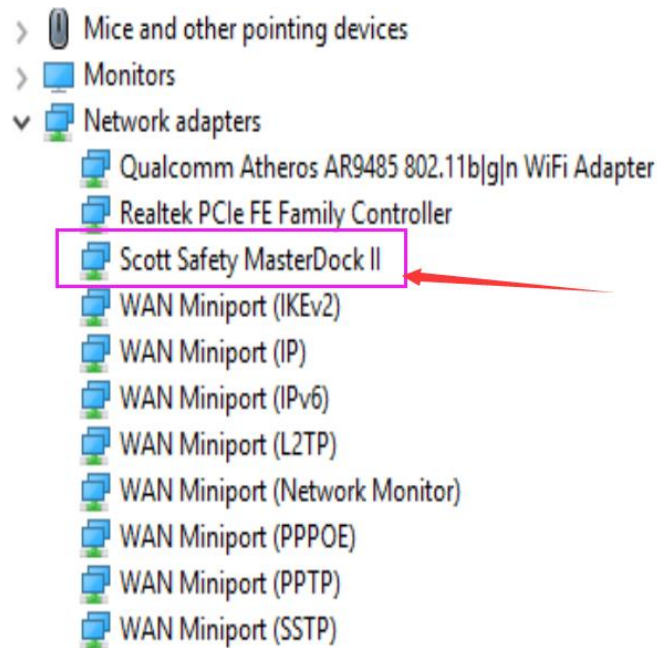 Mice and other pointing devices
Monitors
Network adapters
Qualcomm Atheros AR9485 802.11b|g|n WiFi Adapter
Realtek PCIe FE Family Controller
Scott Safety MasterDock II
WAN Miniport (IKEv2)
WAN Miniport (IP)
WAN Miniport (IPv6)
WAN Miniport (L2TP)
WAN Miniport (Network Monitor)
WAN Miniport (PPPOE)
WAN Miniport (PPTP)
WAN Miniport (SSTP)